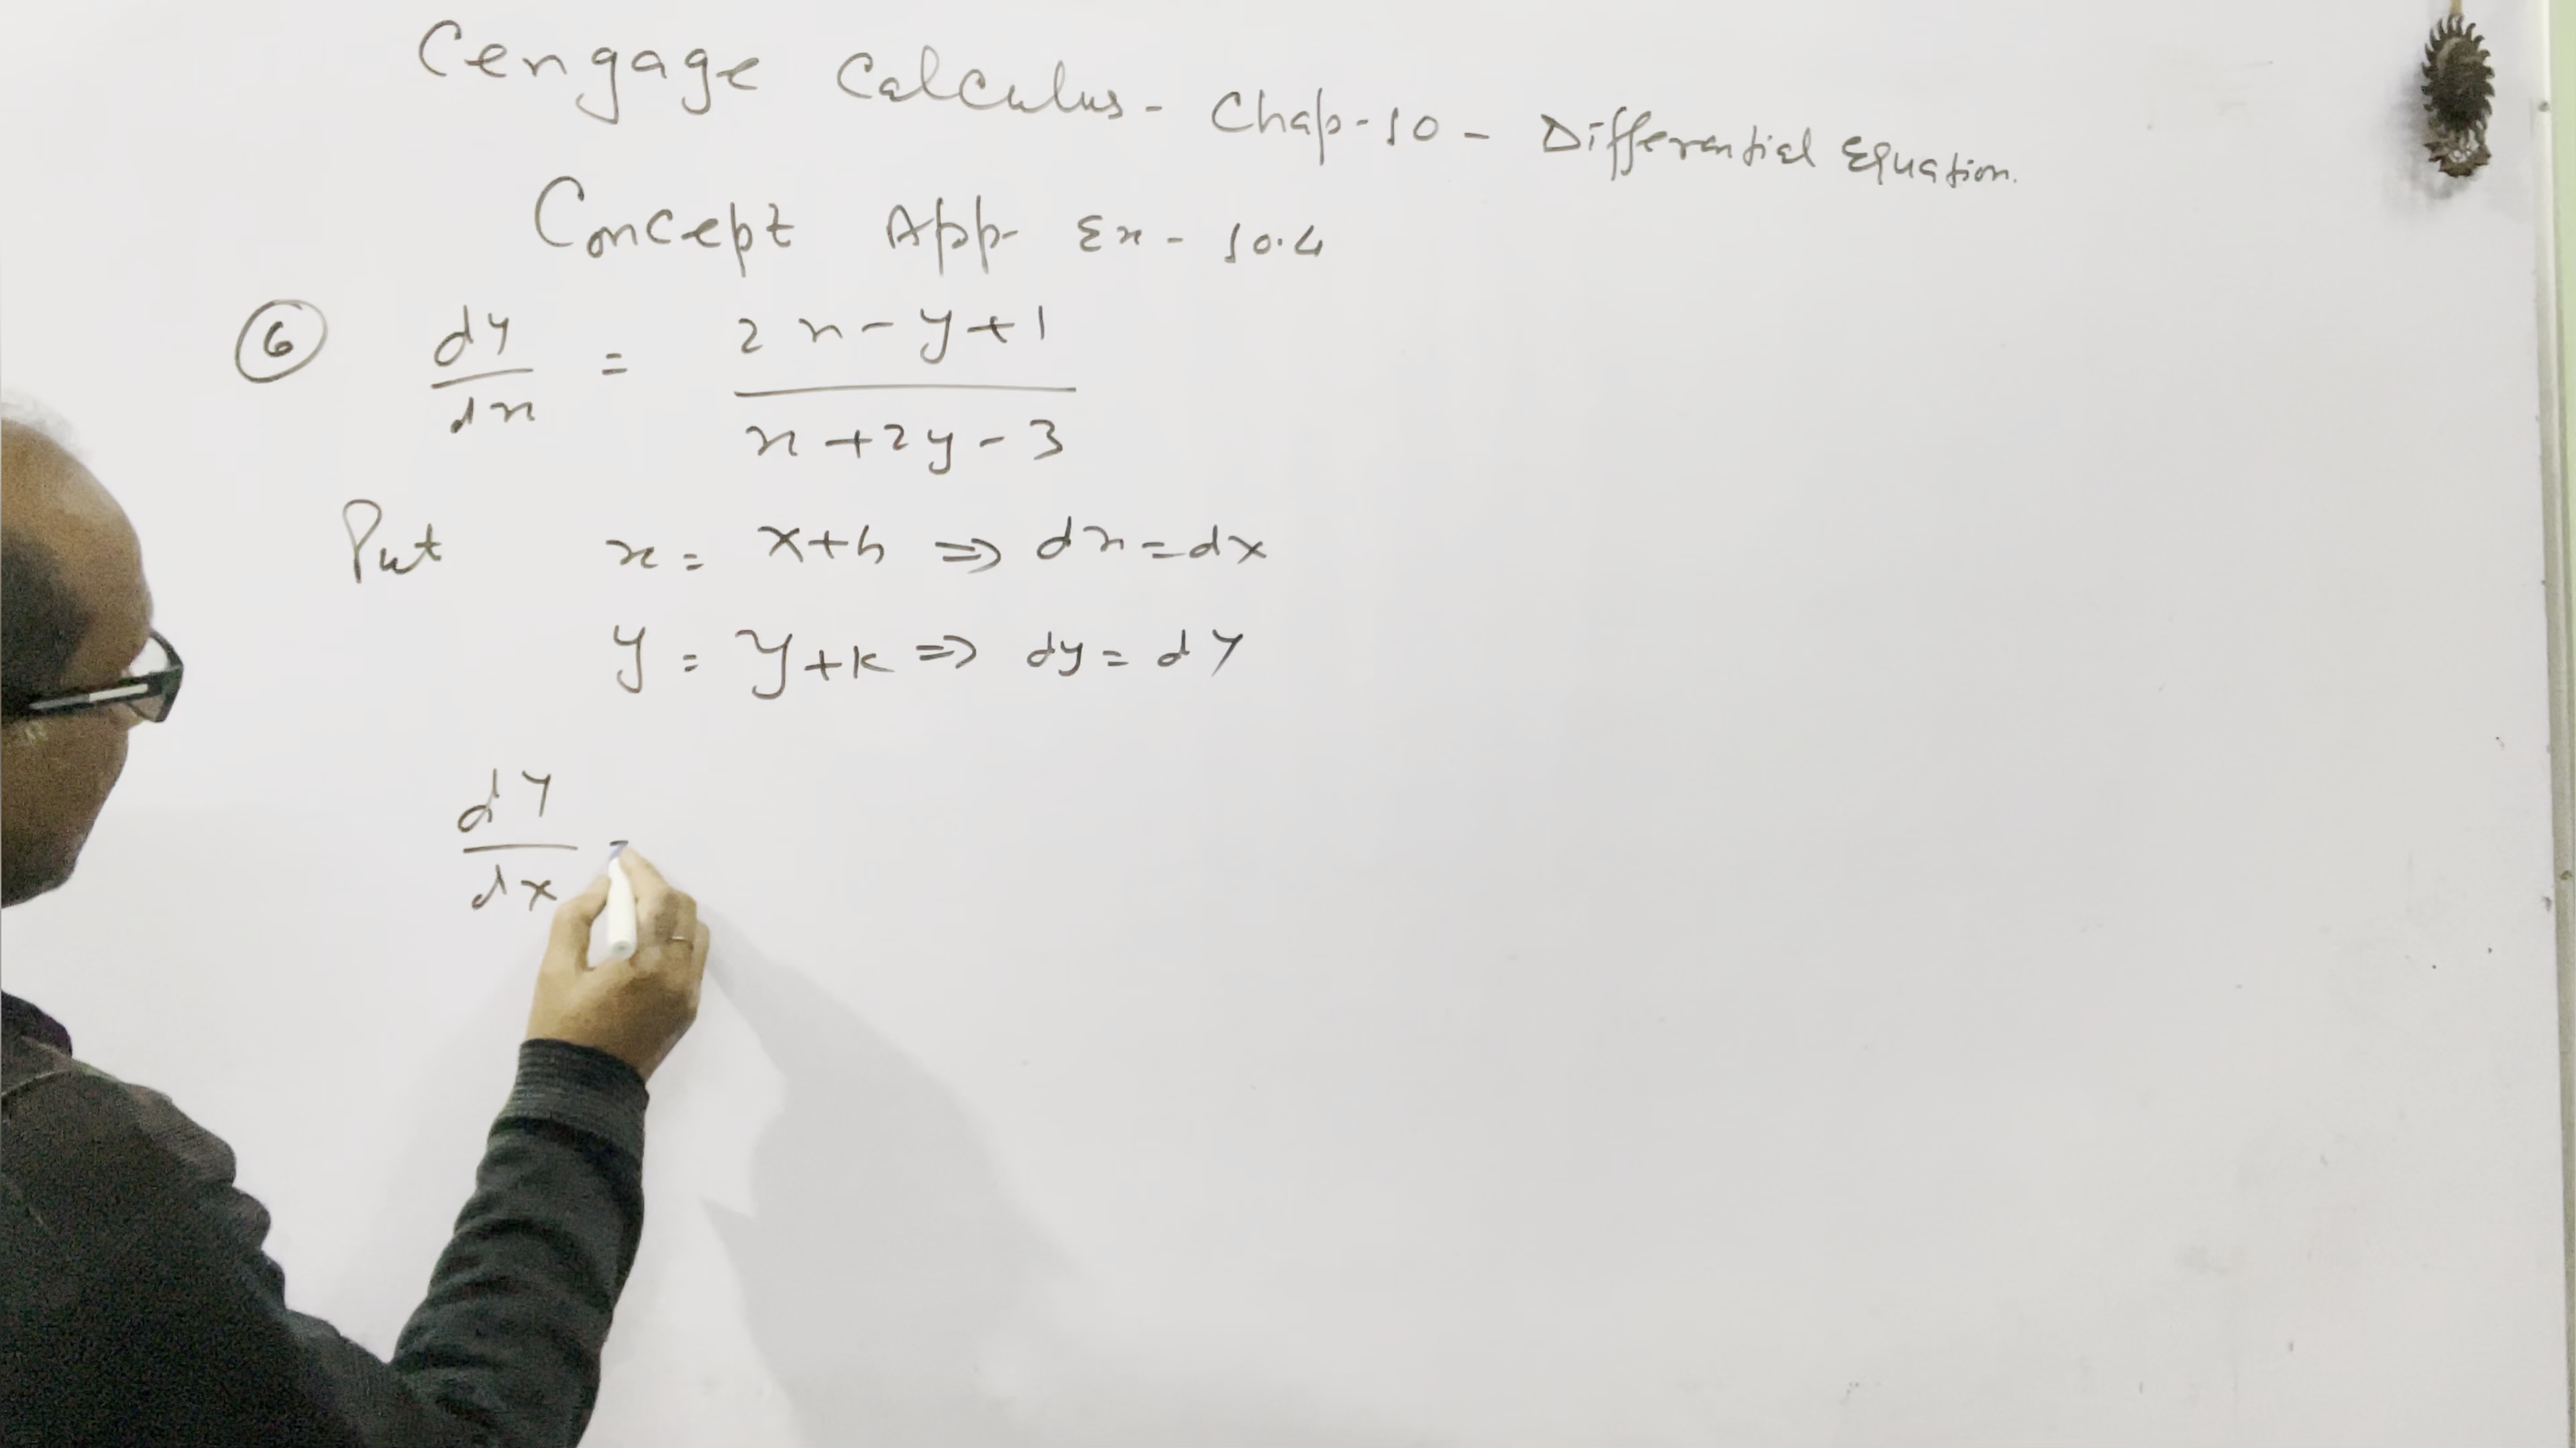 Cengage Calculus - Chap-10 - Differential Equation.
Concept App Ex - 10.4
6 dy/dx = 2x-y+1/x+2y-3
Put x = X+h ⇒ dx=dX
y = Y+k ⇒ dy = dY
dY/dX =